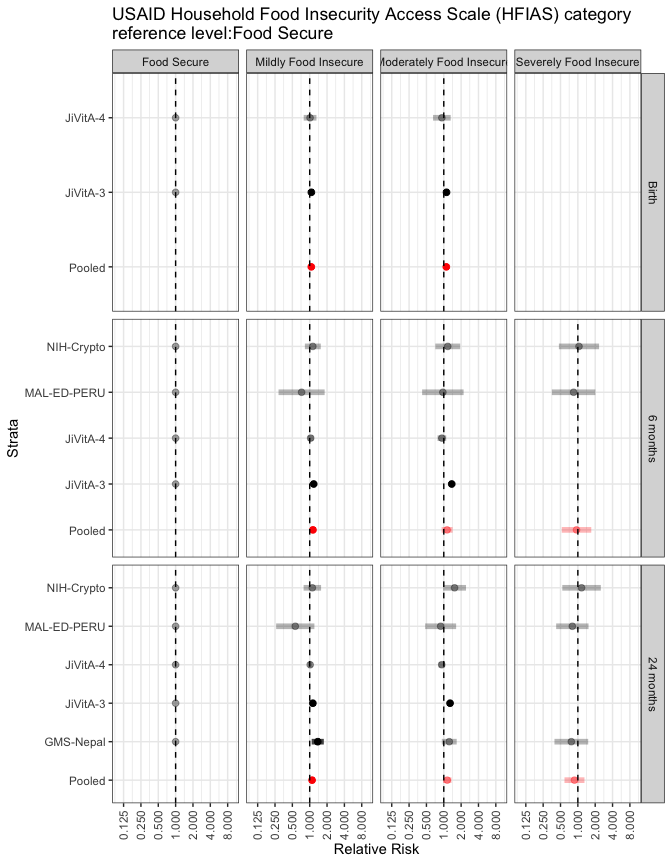 USAID Household Food Insecurity Access Scale (HFIAS) category
reference level:Food Secure
Food Secure
Mildly Food Insecure
Moderately Food Insecure
Severely Food Insecure
Strata
JiVitA-4
JiVitA-3
Pooled
Birth
NIH-Crypto
MAL-ED-PERU
JiVitA-4
JiVitA-3
Pooled
6 months
NIH-Crypto
MAL-ED-PERU
JiVitA-4
JiVitA-3
GMS-Nepal
Pooled
24 months
0.125 0.250 0.500 1.000 2.000 4.000 8.000
0.125 0.250 0.500 1.000 2.000 4.000 8.000
0.125 0.250 0.500 1.000 2.000 4.000 8.000
0.125 0.250 0.500 1.000 2.000 4.000 8.000
Relative Risk